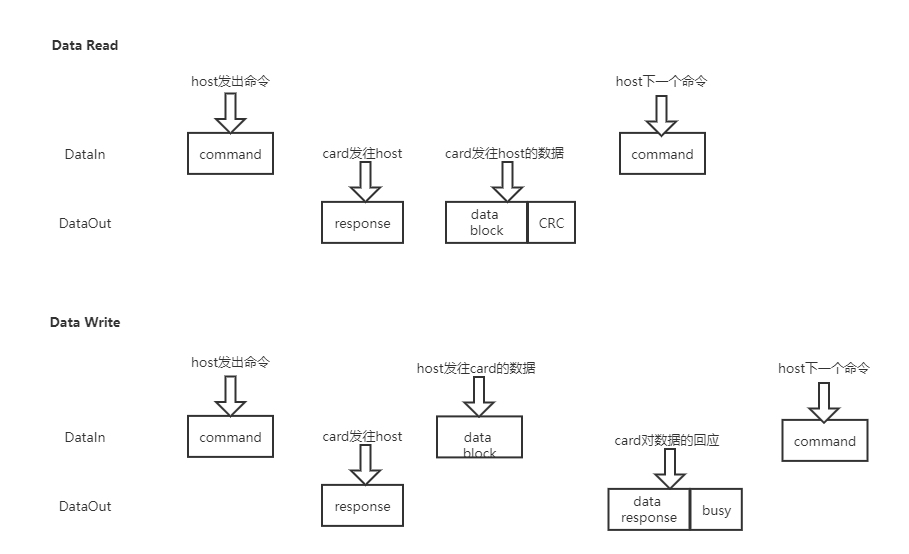 Data Read
host发出命令
host下一个命令
DataIn
command
command
card发往host
card发往host的数据
DataOut
response
data
block
CRC
Data Write
host发出命令
host发往card的数据
host下一个命令
DataIn
command
data
block
command
card发往host
card对数据的回应
DataOut
response
data
response
busy